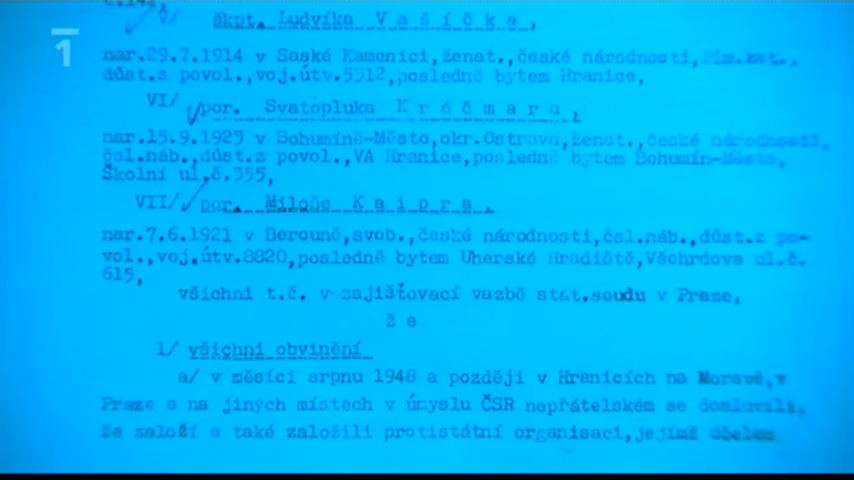 1
V/
škpt. Ludvíka Vašíčka,
nar.29.7.1914 v Saské Kamenici,ženat.,české národnosti,řím.kat.,
důst.z povol.,voj.útv.5512,posledně bytem Hranice,
VI/ por. Svatopluka Kráčmara,
nar.15.9.1925 v Bohumíně-Město,okr.Ostrava,ženat.,české národnosti,
čsl.náb.,důst.z povol.,VA Hranice,posledně bytem Bohumín-Město,
Školní ul.č.355,
VII/ por. Miloše Kaipra,
nar.7.6.1921 v Berouně,svob.,české národnosti,čsl.náb.,důst.z po-
vol.,voj.útv.8820,posledně bytem Uherské Hradiště,Všehrdova ul.č.
615,
všichni t.č. v zajišťovací vazbě stát.soudu v Praze,
ž e
1/ všichni obvinění
a/ v měsíci srpnu 1948 a později v Hranicích na Moravě,v
Praze a na jiných místech v úmyslu ČSR nepřátelském se domluvili,
že založí a také založili protistátní organisaci,jejímž účelem